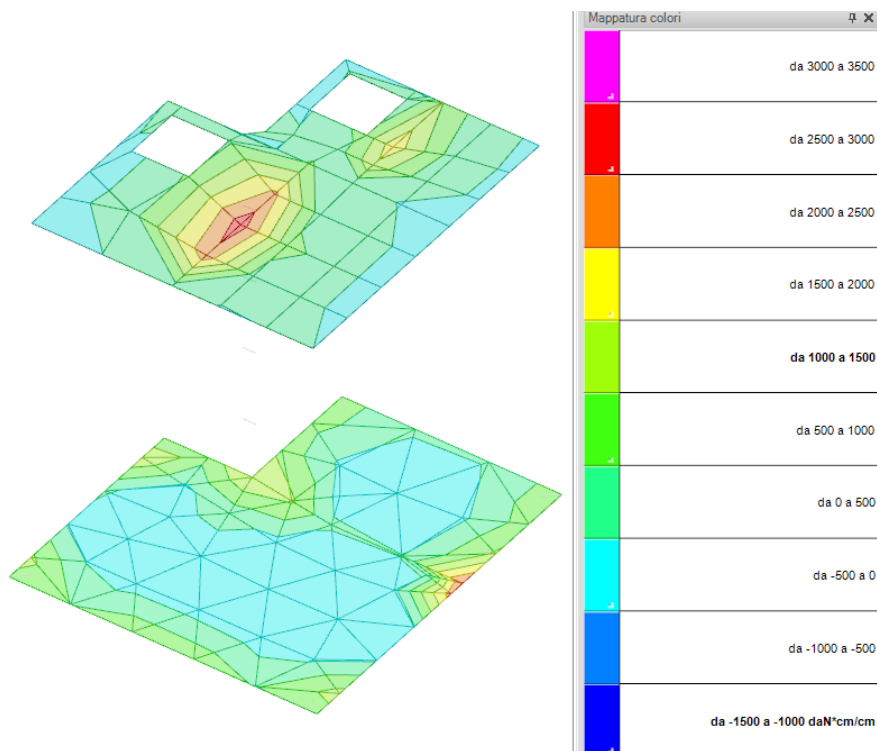 Mappatura colori
da 3000 a 3500
da 2500 a 3000
da 2000 a 2500
da 1500 a 2000
da 1000 a 1500
da 500 a 1000
da 0 a 500
da -500 a 0
da -1000 a -500
da -1500 a -1000 daN*cm/cm